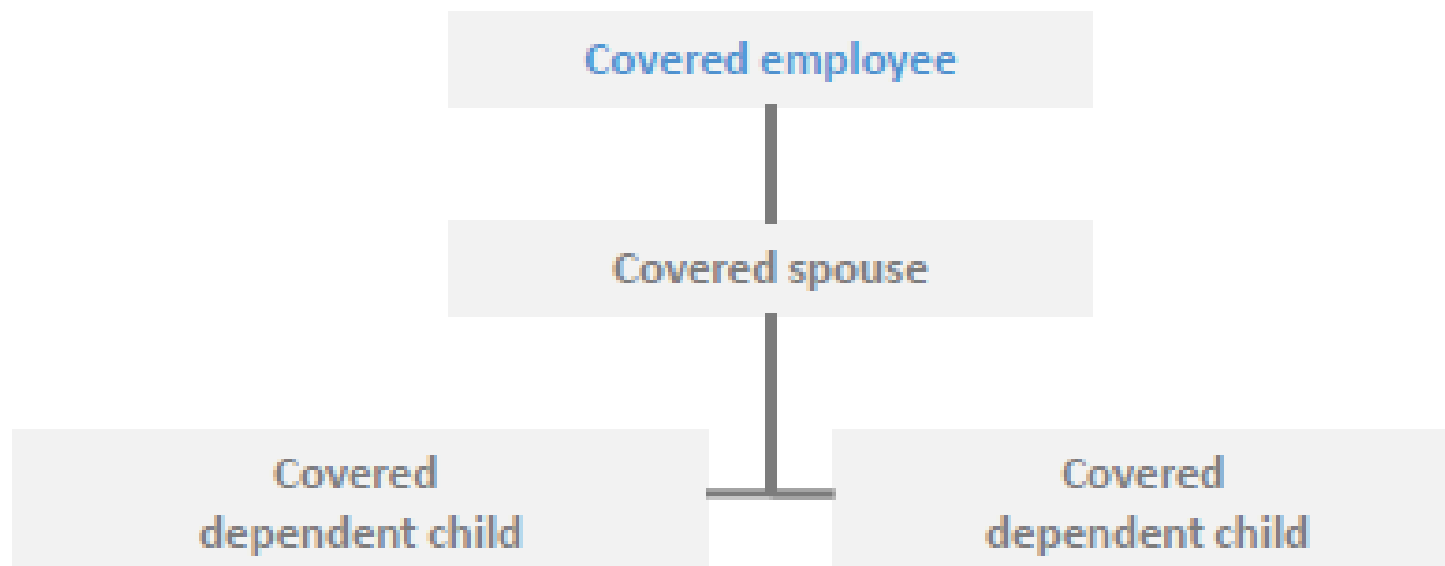 Covered employee
Covered spouse
Covered
dependent child
Covered
dependent child